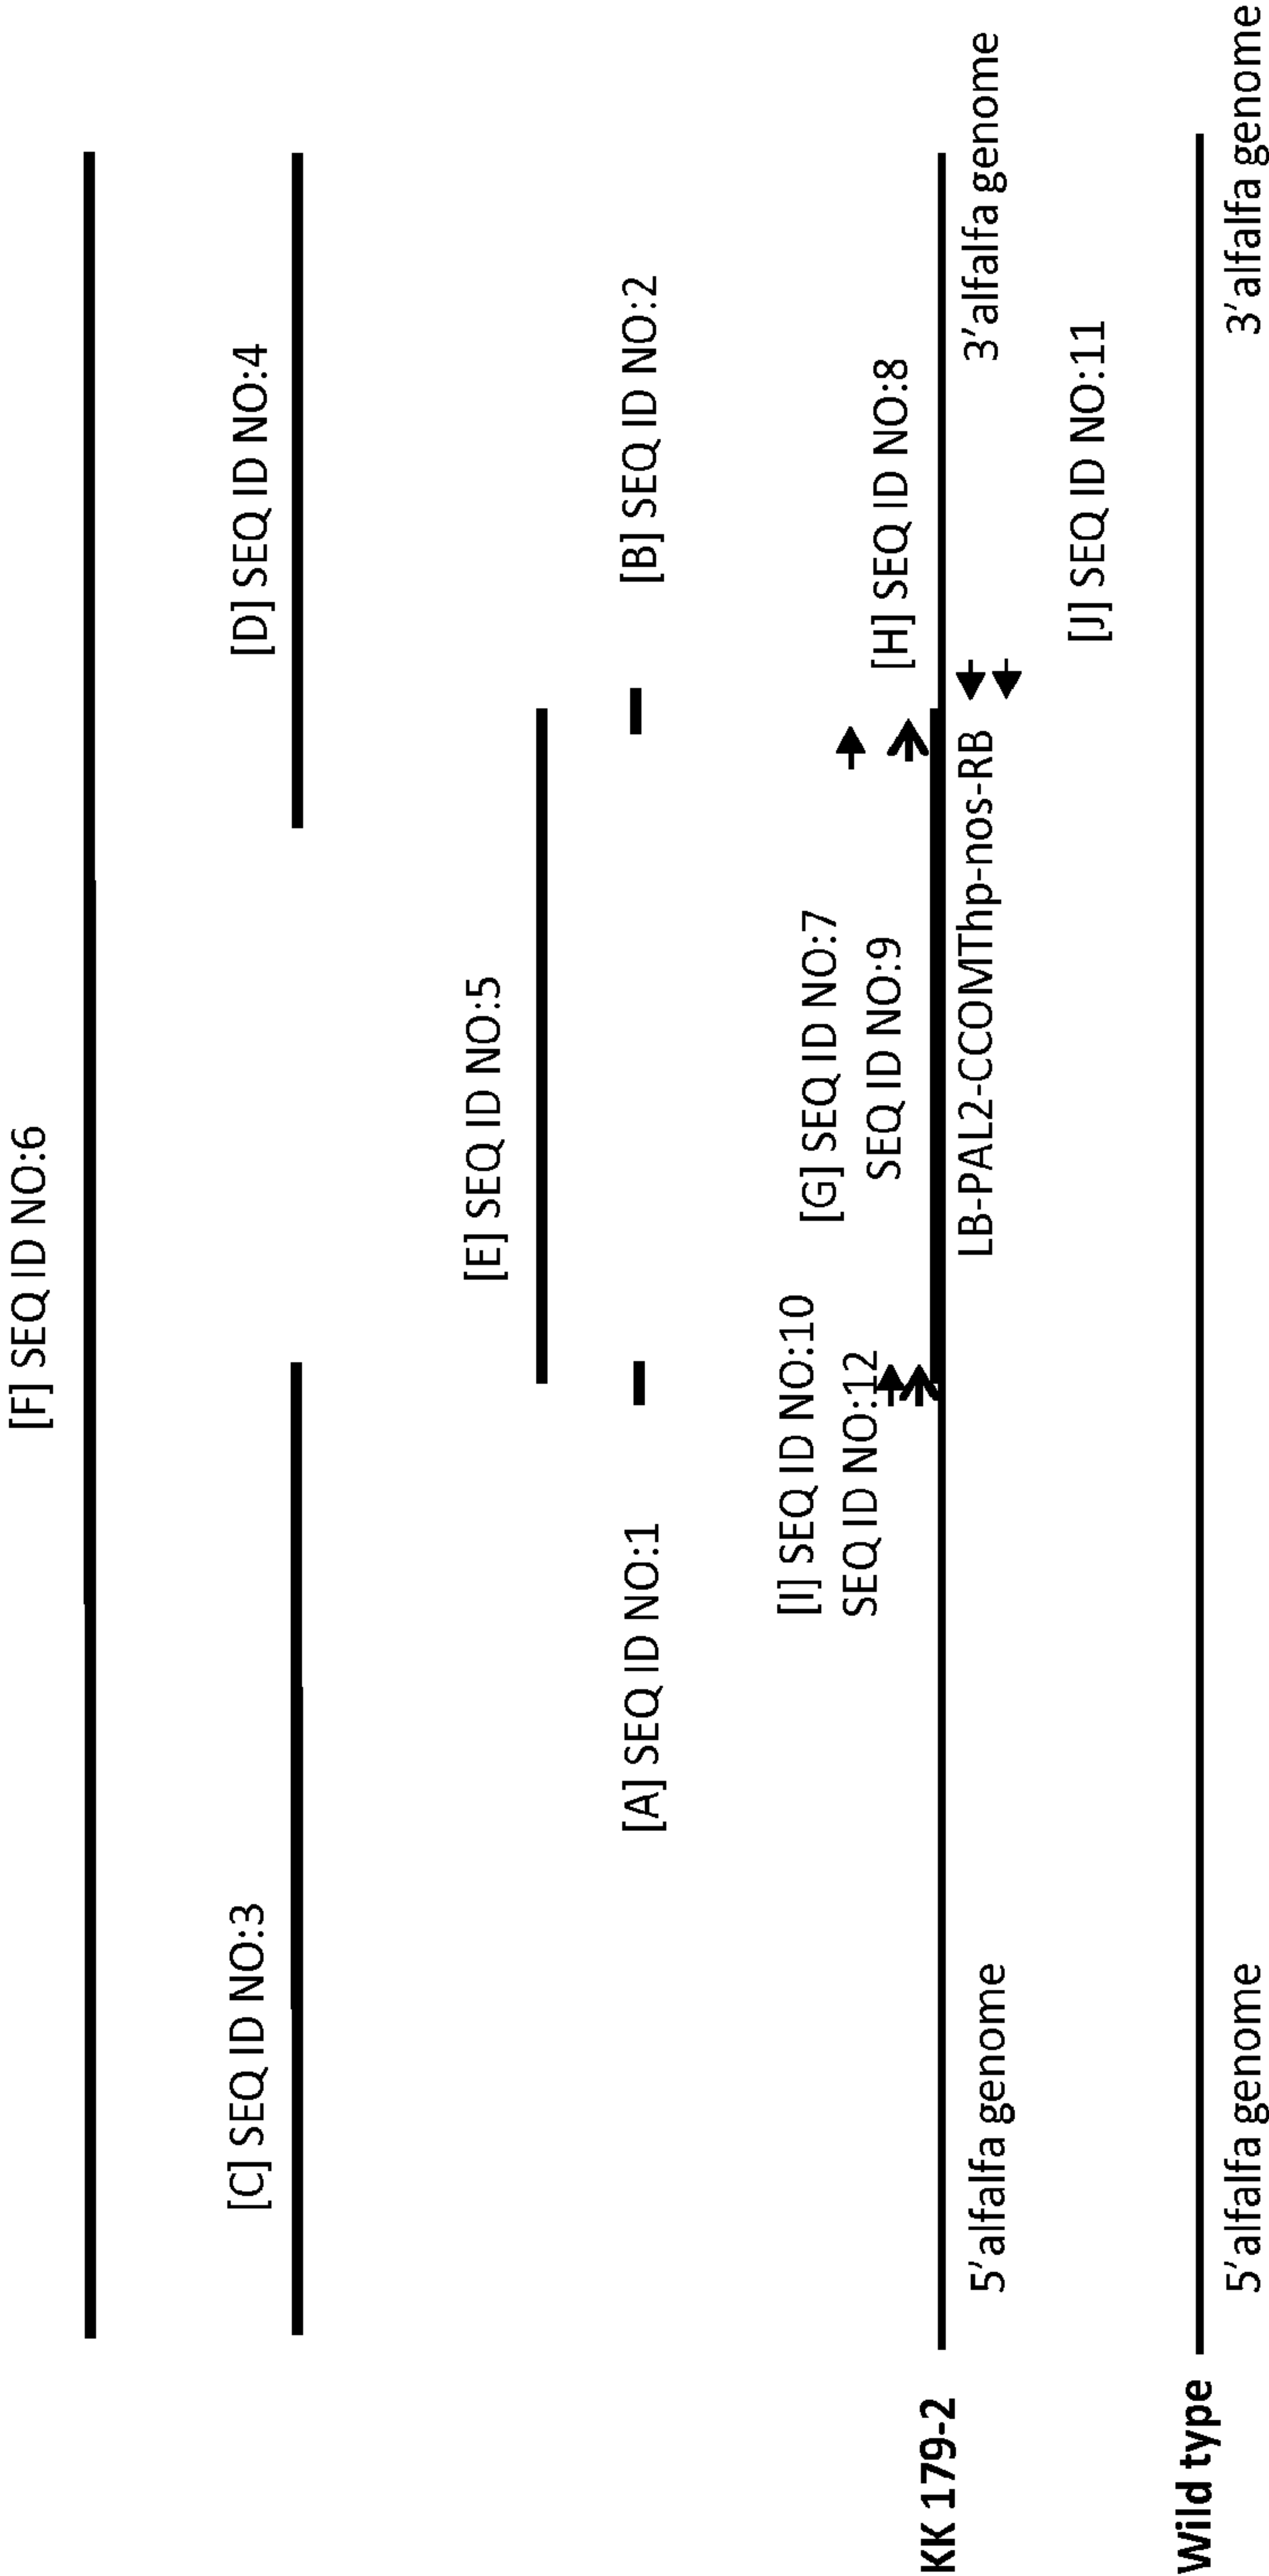 [F] SEQ ID NO:6
[C] SEQ ID NO:3
[D] SEQ ID NO:4
[E] SEQ ID NO:5
[A] SEQ ID NO:1
[B] SEQ ID NO:2
[I] SEQ ID NO:10
SEQ ID NO:12
[G] SEQ ID NO:7
SEQ ID NO:9
[H] SEQ ID NO:8
KK 179-2
5'alfalfa genome
LB-PAL2-CCOMThp-nos-RB
3'alfalfa genome
[J] SEQ ID NO:11
Wild type
5'alfalfa genome
3'alfalfa genome